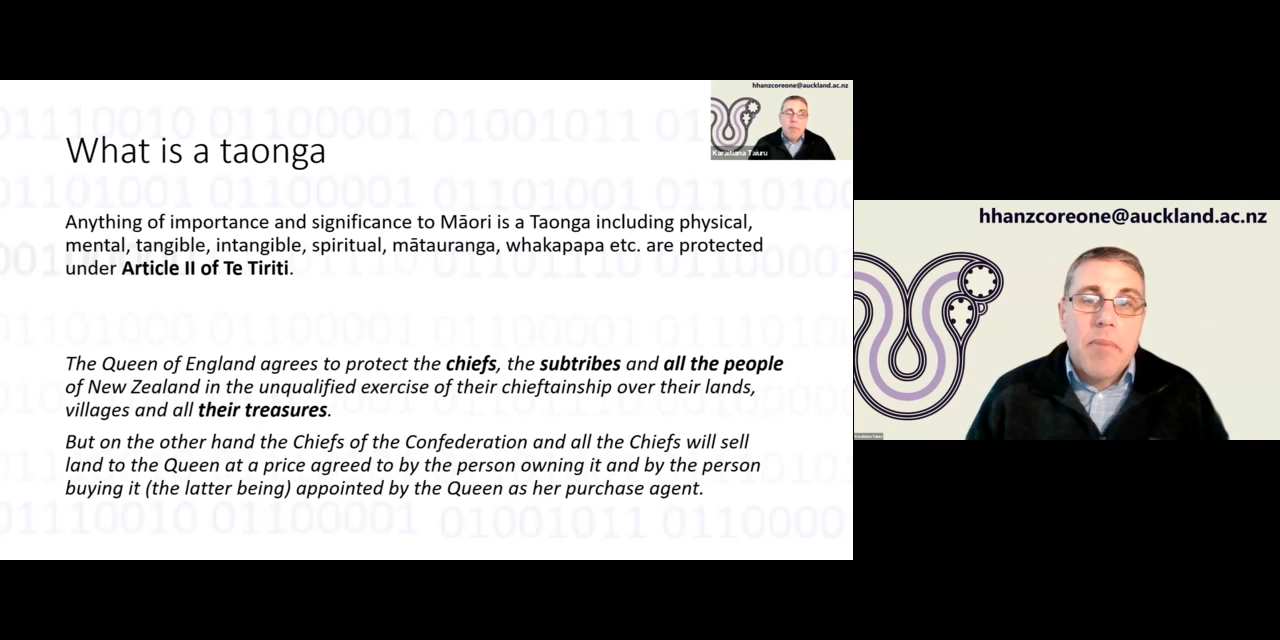 What is a taonga
Anything of importance and significance to Māori is a Taonga including physical,
mental, tangible, intangible, spiritual, mātauranga, whakapapa etc. are protected
under Article II of Te Tiriti.
The Queen of England agrees to protect the chiefs, the subtribes and all the people
of New Zealand in the unqualified exercise of their chieftainship over their lands,
villages and all their treasures.
But on the other hand the Chiefs of the Confederation and all the Chiefs will sell
land to the Queen at a price agreed to by the person owning it and by the person
buying it (the latter being) appointed by the Queen as her purchase agent.
hhanzcoreone@auckland.ac.nz
Karaitiana Taiuru
hhanzcoreone@auckland.ac.nz
Karaitiana Taiuru